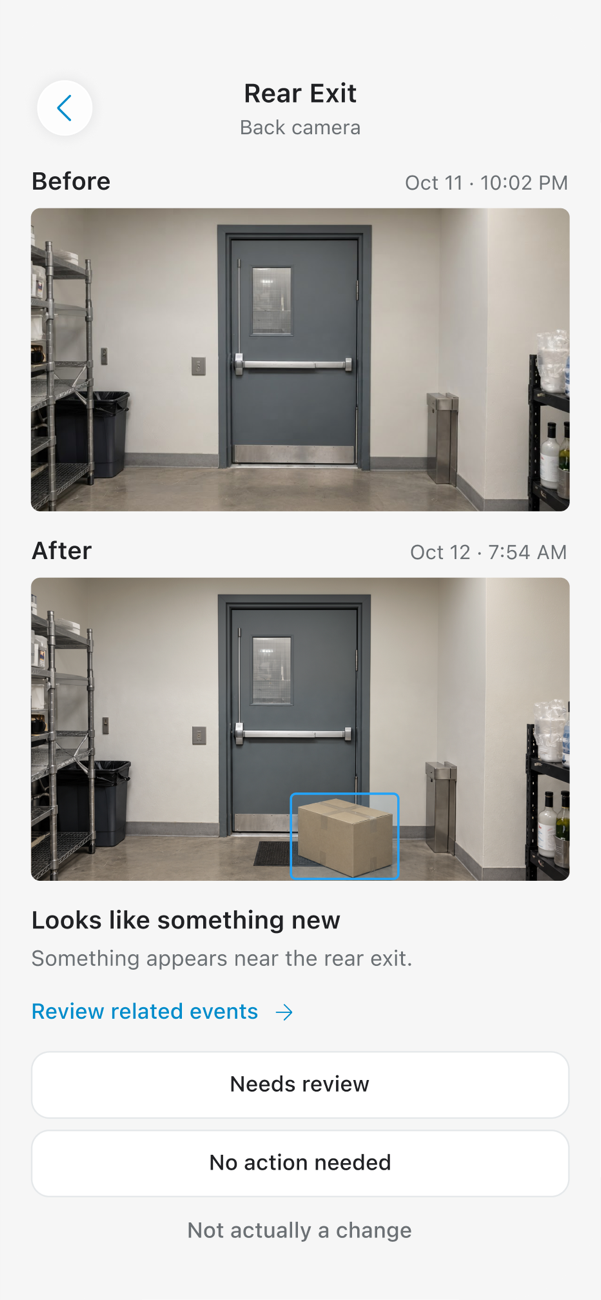 Rear Exit
Back camera
Before
Oct 11 · 10:02 PM
After
Oct 12 · 7:54 AM
Looks like something new
Something appears near the rear exit.
Review related events →
Needs review
No action needed
Not actually a change